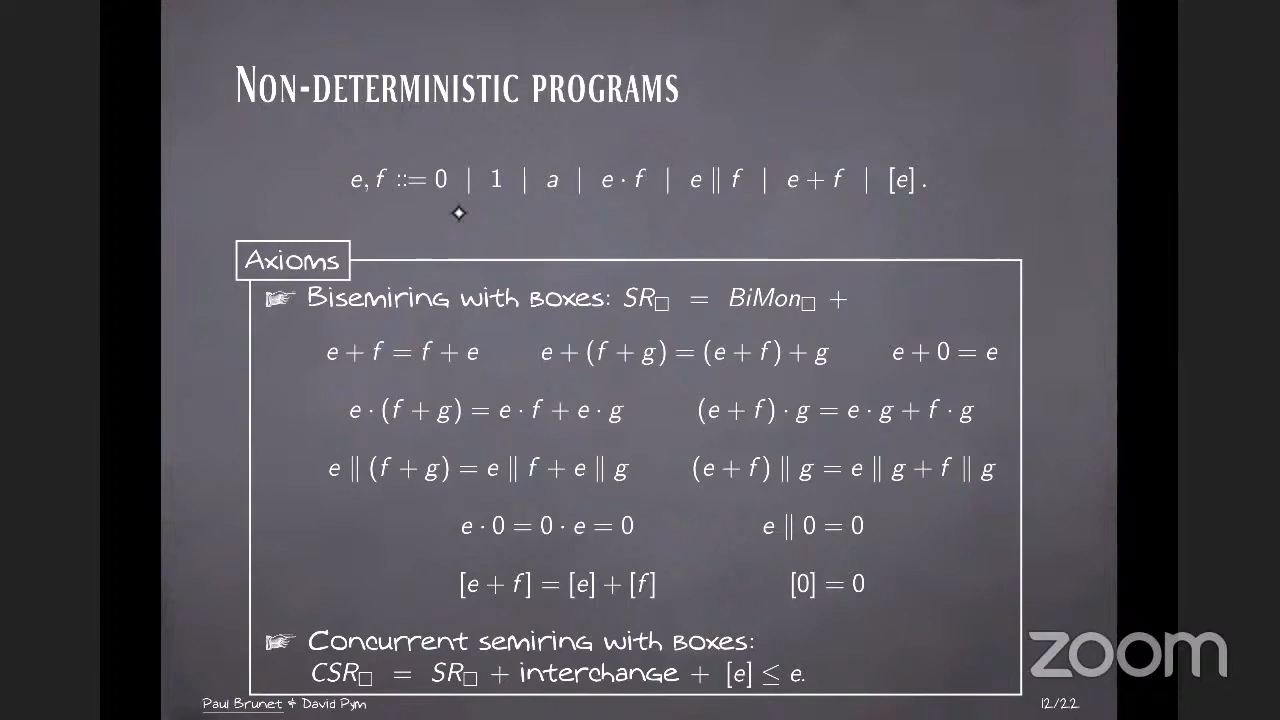 Non-deterministic programs
e, f ::= 0 | 1 | a | e · f | e ∥ f | e + f | [e] .
Axioms
☞ Bisemiring with boxes: SR□ = BiMon□ +
e + f = f + e e + (f + g) = (e + f) + g e + 0 = e
e · (f + g) = e · f + e · g (e + f) · g = e · g + f · g
e ∥ (f + g) = e ∥ f + e ∥ g (e + f) ∥ g = e ∥ g + f ∥ g
e · 0 = 0 · e = 0 e ∥ 0 = 0
[e + f] = [e] + [f] [0] = 0
☞ Concurrent semiring with boxes:
CSR□ = SR□ + interchange + [e] ≤ e.
zoom
Paul Brunet & David Pym 12/22